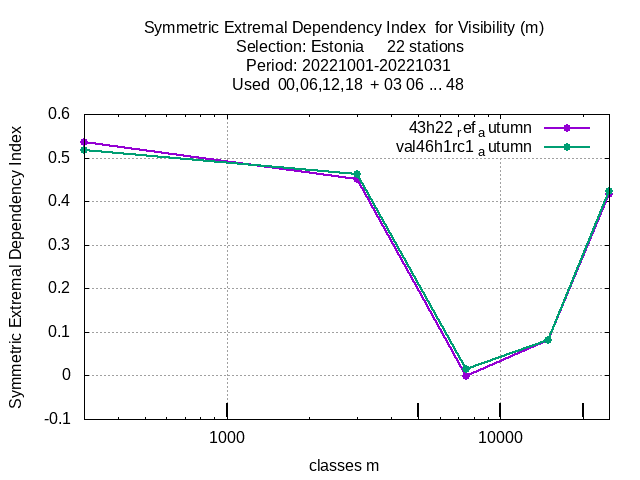 Symmetric Extremal Dependency Index for Visibility (m)
Selection: Estonia 22 stations
Period: 20221001-20221031
Used 00,06,12,18 + 03 06 ... 48
43h22 ref a utumn
val46h1rc1 a utumn
Symmetric Extremal Dependency Index
0.6
0.5
0.4
0.3
0.2
0.1
0
-0.1
1000 10000
classes m